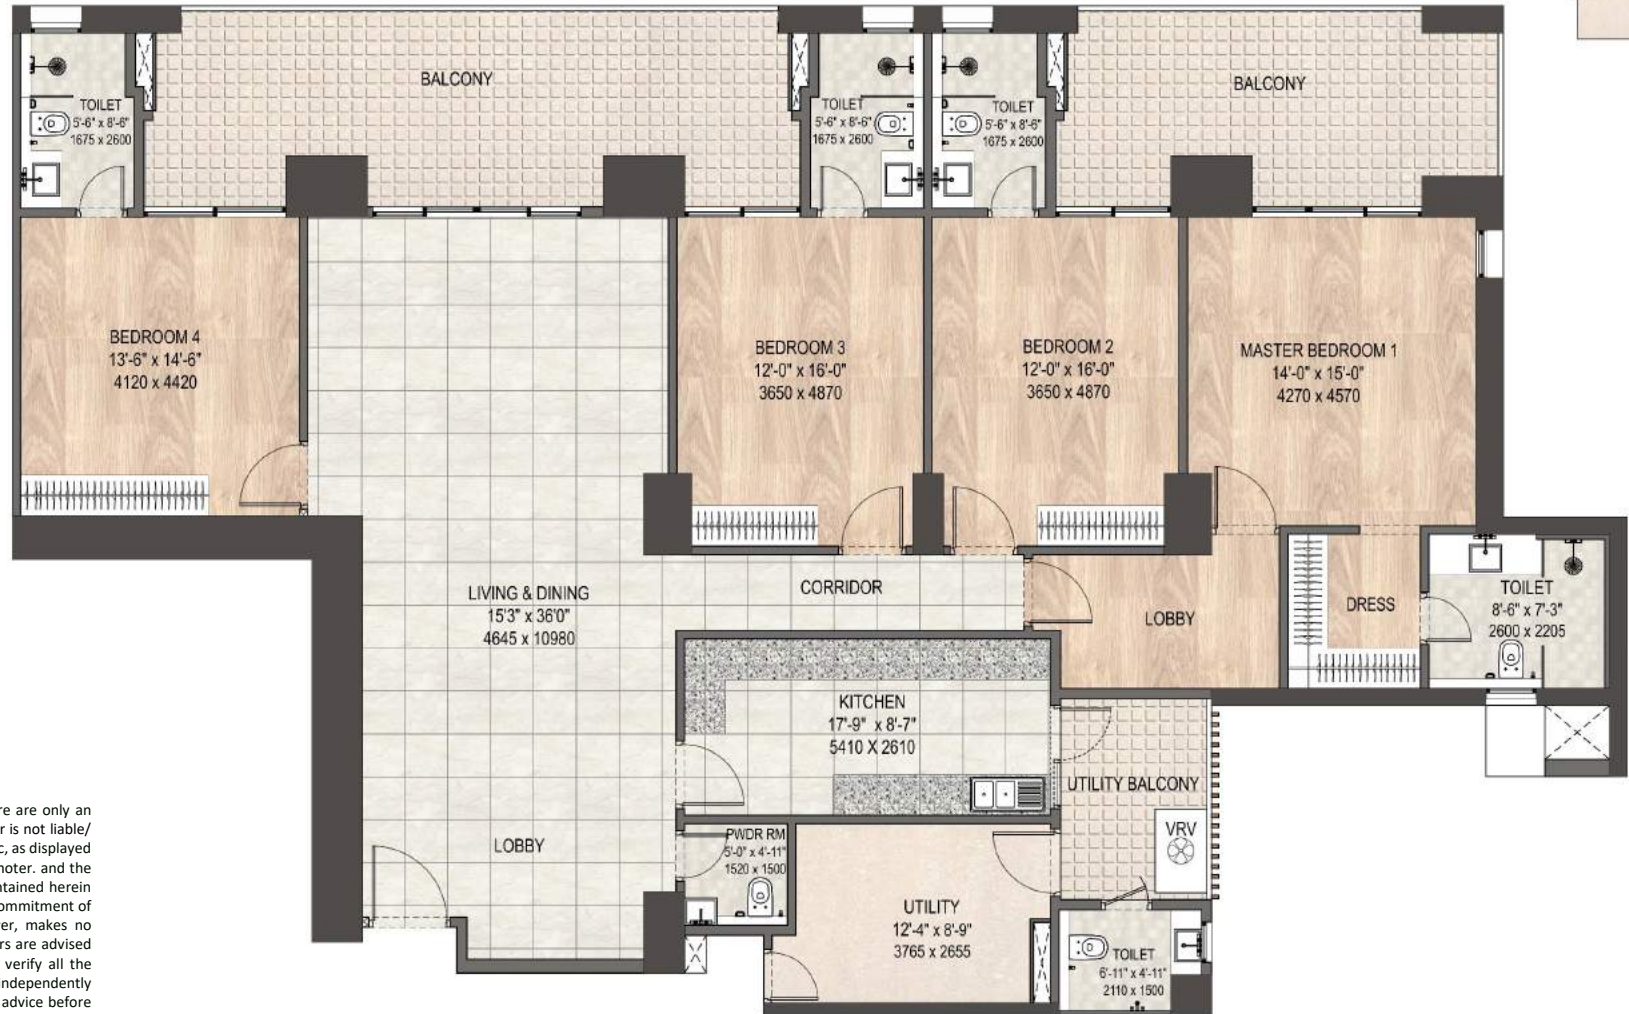 BALCONY
BALCONY
TOILET
5'-6" x 8'-6"
1675 x 2600
TOILET
5'-6" x 8'-6"
1675 x 2600
TOILET
5'-6" x 8'-6"
1675 x 2600
BEDROOM 4
13'-6" x 14'-6"
4120 x 4420
BEDROOM 3
12'-0" x 16'-0"
3650 x 4870
BEDROOM 2
12'-0" x 16'-0"
3650 x 4870
MASTER BEDROOM 1
14'-0" x 15'-0"
4270 x 4570
LIVING & DINING
15'3" x 36'0"
4645 x 10980
CORRIDOR
LOBBY
DRESS
TOILET
8'-6" x 7'-3"
2600 x 2205
KITCHEN
17'-9" x 8'-7"
5410 X 2610
UTILITY BALCONY
VRV
LOBBY
PWDR RM
5'-0" x 4'-11"
1520 x 1500
UTILITY
12'-4" x 8'-9"
3765 x 2655
TOILET
6'-11" x 4'-11"
2110 x 1500
re are only an
r is not liable/
c, as displayed
noter. and the
ntained herein
ommitment of
er, makes no
rs are advised
verify all the
independently
advice before